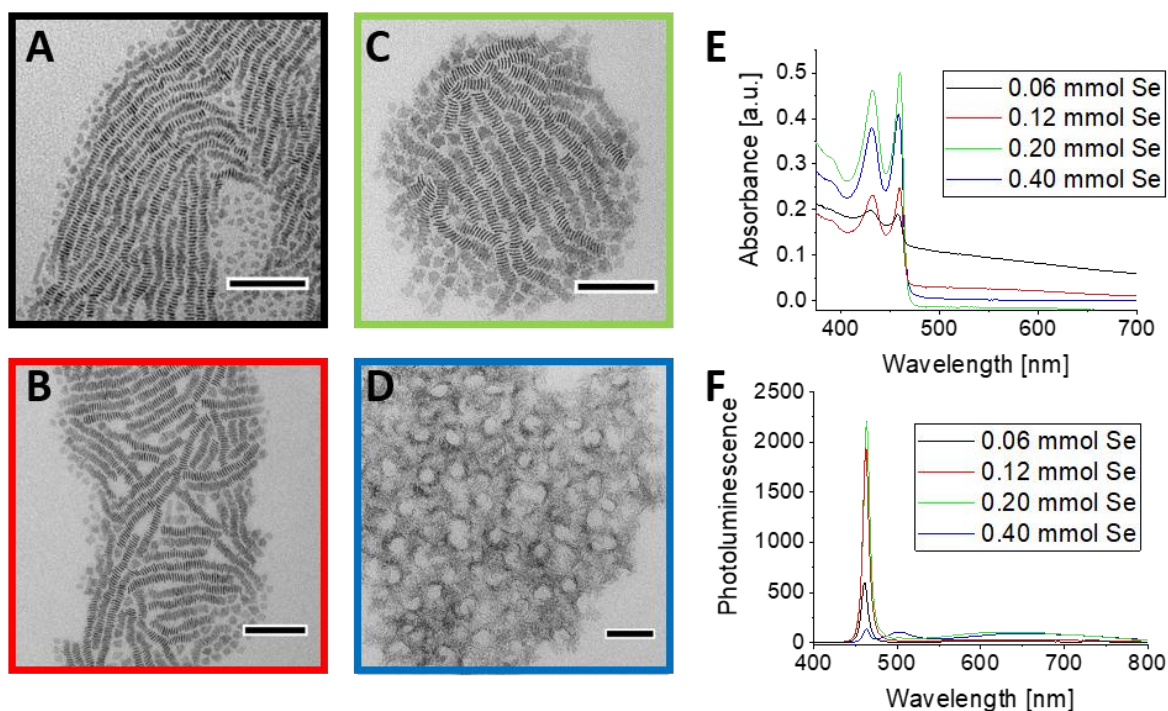 A
C
B
D
E
Absorbance [a.u.]
0.5
0.4
0.3
0.2
0.1
0.0
0.06 mmol Se
0.12 mmol Se
0.20 mmol Se
0.40 mmol Se
400
500
600
700
Wavelength [nm]
F
Photoluminescence
2500
2000
1500
1000
500
0
0.06 mmol Se
0.12 mmol Se
0.20 mmol Se
0.40 mmol Se
400
500
600
700
800
Wavelength [nm]